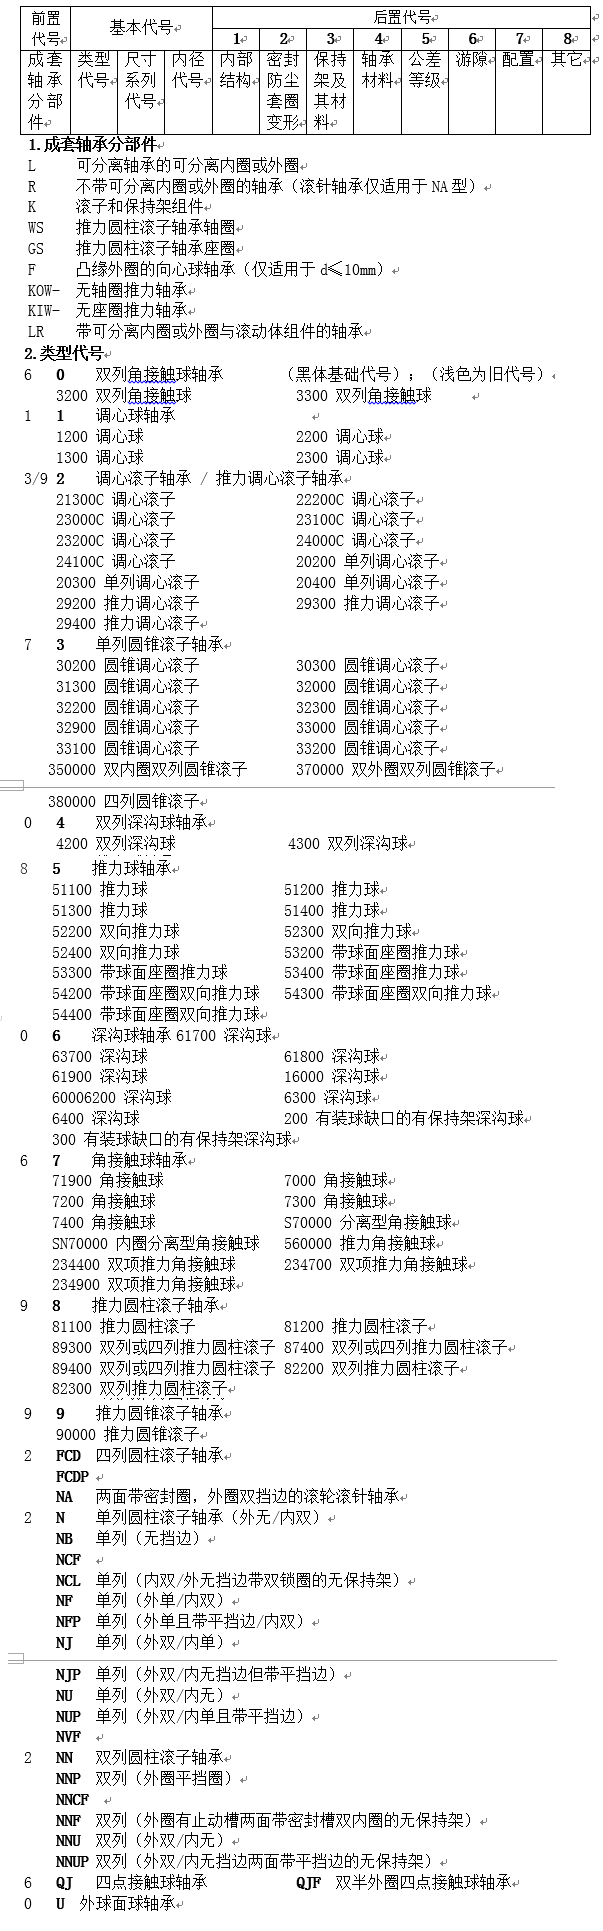 前置代号 基本代号 后置代号
1 2 3 4 5 6 7 8
成套轴承分部件 类型代号 尺寸系列代号 内径代号 内部结构 密封防尘套圈变形 保持架及其材料 轴承材料 公差等级 游隙 配置 其它
1.成套轴承分部件
L 可分离轴承的可分离内圈或外圈
R 不带可分离内圈或外圈的轴承（滚针轴承仅适用于 NA 型）
K 滚子和保持架组件
WS 推力圆柱滚子轴承轴圈
GS 推力圆柱滚子轴承座圈
F 凸缘外圈的向心球轴承（仅适用于 d≤10mm）
KOW- 无轴圈推力轴承
KIW- 无座圈推力轴承
LR 带可分离内圈或外圈与滚动体组件的轴承
2.类型代号
6 0 双列角接触球轴承 （黑体基础代号）；（浅色为旧代号）
3200 双列角接触球 3300 双列角接触球
1 1 调心球轴承
1200 调心球 2200 调心球
1300 调心球 2300 调心球
3/9 2 调心滚子轴承 / 推力调心滚子轴承
21300C 调心滚子 22200C 调心滚子
23000C 调心滚子 23100C 调心滚子
23200C 调心滚子 24000C 调心滚子
24100C 调心滚子 20200 单列调心滚子
20300 单列调心滚子 20400 单列调心滚子
29200 推力调心滚子 29300 推力调心滚子
29400 推力调心滚子
7 3 单列圆锥滚子轴承
30200 圆锥调心滚子 30300 圆锥调心滚子
31300 圆锥调心滚子 32000 圆锥调心滚子
32200 圆锥调心滚子 32300 圆锥调心滚子
32900 圆锥调心滚子 33000 圆锥调心滚子
33100 圆锥调心滚子 33200 圆锥调心滚子
350000 双内圈双列圆锥滚子 370000 双外圈双列圆锥滚子
380000 四列圆锥滚子
0 4 双列深沟球轴承
4200 双列深沟球 4300 双列深沟球
8 5 推力球轴承
51100 推力球 51200 推力球
51300 推力球 51400 推力球
52200 双向推力球 52300 双向推力球
52400 双向推力球 53200 带球面座圈推力球
53300 带球面座圈推力球 53400 带球面座圈推力球
54200 带球面座圈双向推力球 54300 带球面座圈双向推力球
54400 带球面座圈双向推力球
0 6 深沟球轴承 61700 深沟球
63700 深沟球 61800 深沟球
61900 深沟球 16000 深沟球
60006200 深沟球 6300 深沟球
6400 深沟球 200 有装球缺口的有保持架深沟球
300 有装球缺口的有保持架深沟球
6 7 角接触球轴承
71900 角接触球 7000 角接触球
7200 角接触球 7300 角接触球
7400 角接触球 S70000 分离型角接触球
SN70000 内圈分离型角接触球 560000 推力角接触球
234400 双项推力角接触球 234700 双项推力角接触球
234900 双项推力角接触球
9 8 推力圆柱滚子轴承
81100 推力圆柱滚子 81200 推力圆柱滚子
89300 双列或四列推力圆柱滚子 87400 双列或四列推力圆柱滚子
89400 双列或四列推力圆柱滚子 82200 双列推力圆柱滚子
82300 双列推力圆柱滚子
9 9 推力圆锥滚子轴承
90000 推力圆锥滚子
2 FCD 四列圆柱滚子轴承
FCDP
NA 两面带密封圈，外圈双挡边的滚轮滚针轴承
2 N 单列圆柱滚子轴承（外无/内双）
NB 单列（无挡边）
NCF
NCL 单列（内双/外无挡边带双锁圈的无保持架）
NF 单列（外单/内双）
NFP 单列（外单且带平挡边/内双）
NJ 单列（外双/内单）
NJP 单列（外双/内无挡边但带平挡边）
NU 单列（外双/内无）
NUP 单列（外双/内单且带平挡边）
NVF
2 NN 双列圆柱滚子轴承
NNP 双列（外圈平挡圈）
NNCF
NNF 双列（外圈有止动槽两面带密封槽双内圈的无保持架）
NNU 双列（外双/内无）
NNUP 双列（外双/内无挡边两面带平挡边的无保持架）
6 QJ 四点接触球轴承 QJF 双半外圈四点接触球轴承
0 U 外球面球轴承